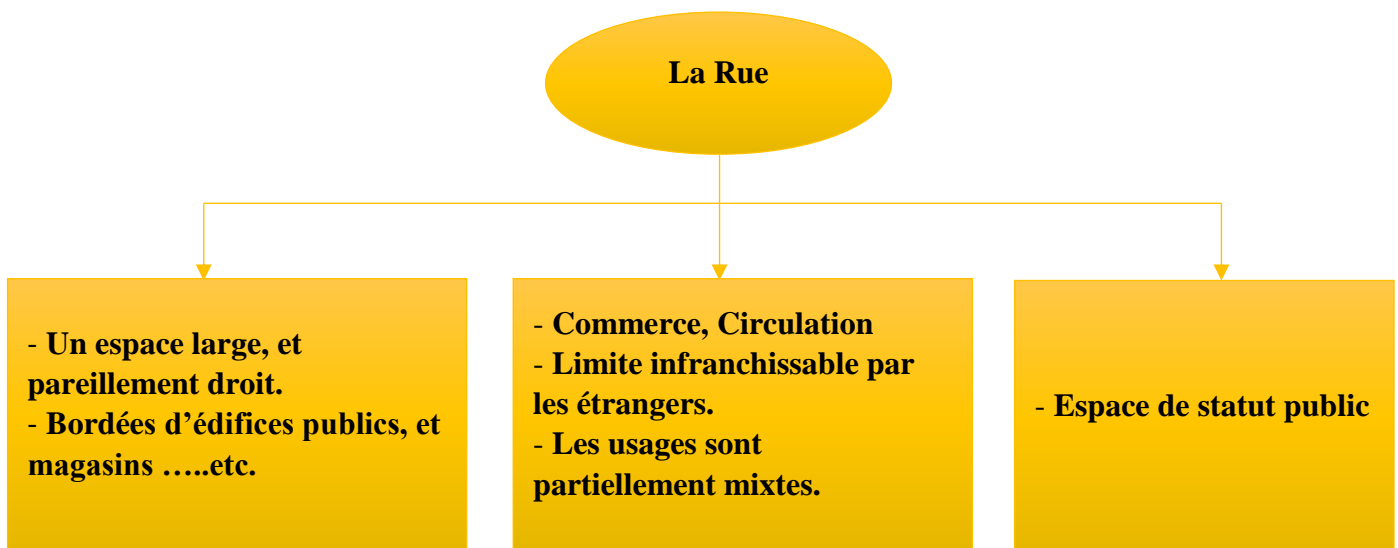 La Rue
- Un espace large, et
pareillement droit.
- Bordées d’édifices publics, et
magasins …..etc.
- Commerce, Circulation
- Limite infranchissable par
les étrangers.
- Les usages sont
partiellement mixtes.
- Espace de statut public